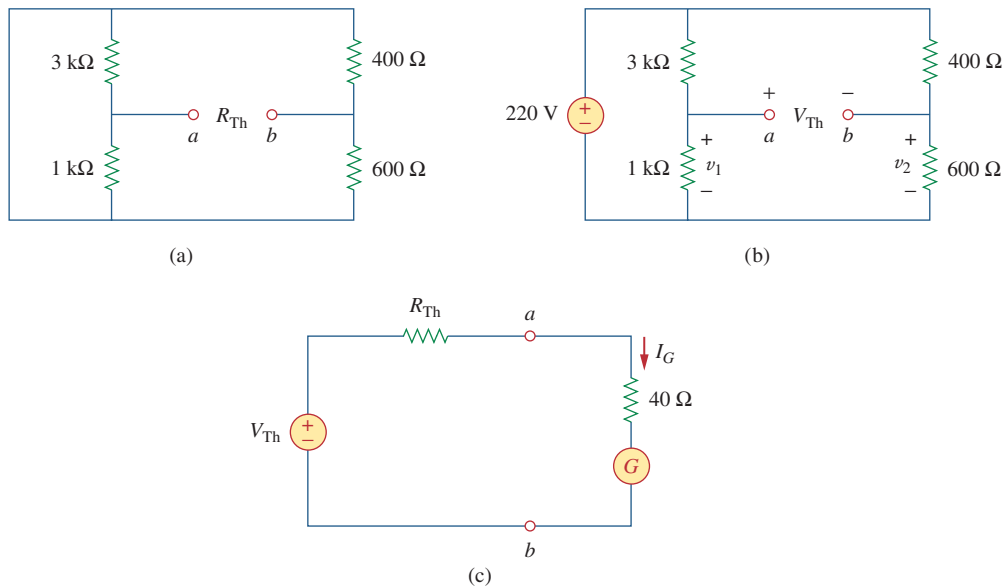 3 kΩ 400 Ω
R_Th
a b
1 kΩ 600 Ω
(a)
3 kΩ 400 Ω
+ −
220 V + − V_Th
a b
+ +
1 kΩ v_1 v_2 600 Ω
− −
(b)
R_Th a
I_G
40 Ω
V_Th + −
G
b
(c)